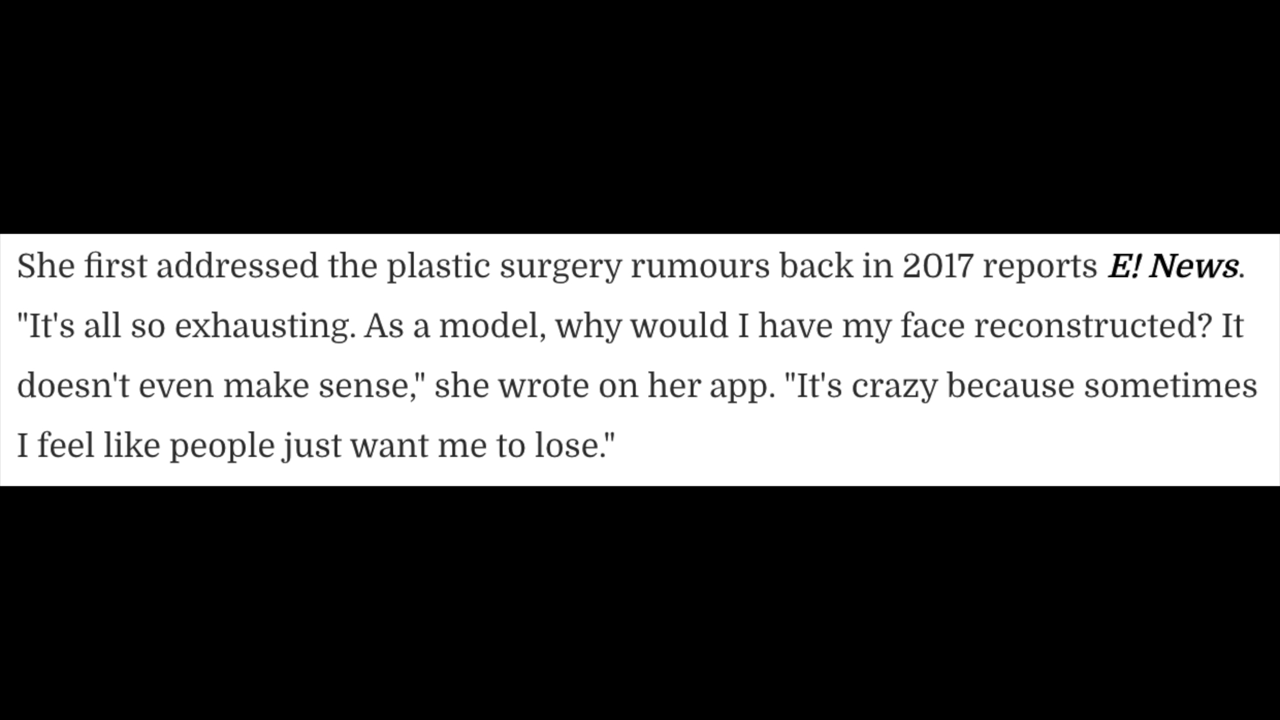 She first addressed the plastic surgery rumours back in 2017 reports E! News.
"It's all so exhausting. As a model, why would I have my face reconstructed? It
doesn't even make sense," she wrote on her app. "It's crazy because sometimes
I feel like people just want me to lose."